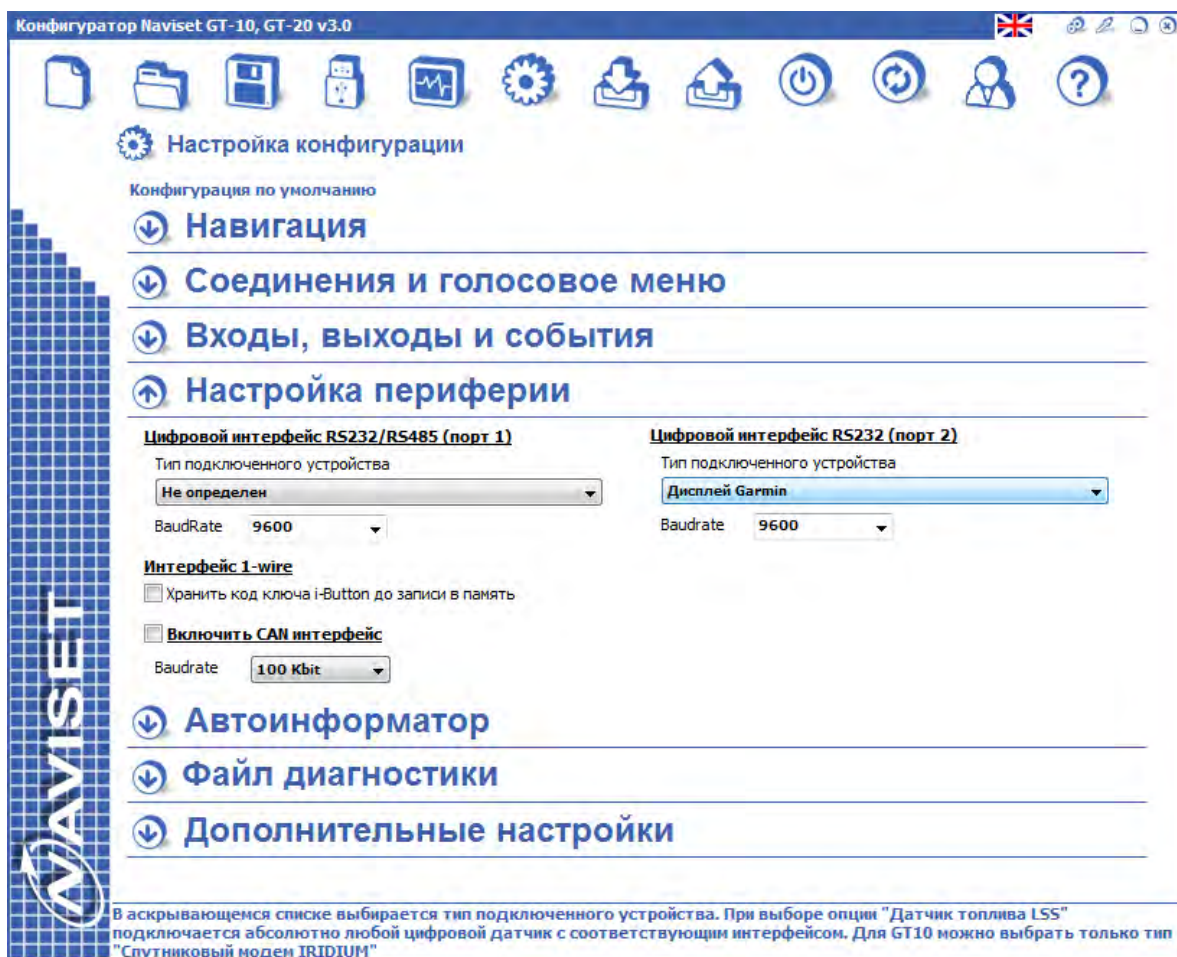 Конфигуратор Naviset GT-10, GT-20 v3.0
Настройка конфигурации
Конфигурация по умолчанию
Навигация
Соединения и голосовое меню
Входы, выходы и события
Настройка периферии
Цифровой интерфейс RS232/RS485 (порт 1)
Тип подключенного устройства
Не определен
BaudRate 9600
Цифровой интерфейс RS232 (порт 2)
Тип подключенного устройства
Дисплей Garmin
Baudrate 9600
Интерфейс 1-wire
Хранить код ключа i-Button до записи в память
Включить CAN интерфейс
Baudrate 100 Kbit
Автоинформатор
Файл диагностики
Дополнительные настройки
NAVISET
В аскрывающемся списке выбирается тип подключенного устройства. При выборе опции "Датчик топлива LSS"
подключается абсолютно любой цифровой датчик с соответствующим интерфейсом. Для GT10 можно выбрать только тип
"Спутниковый модем IRIDIUM"